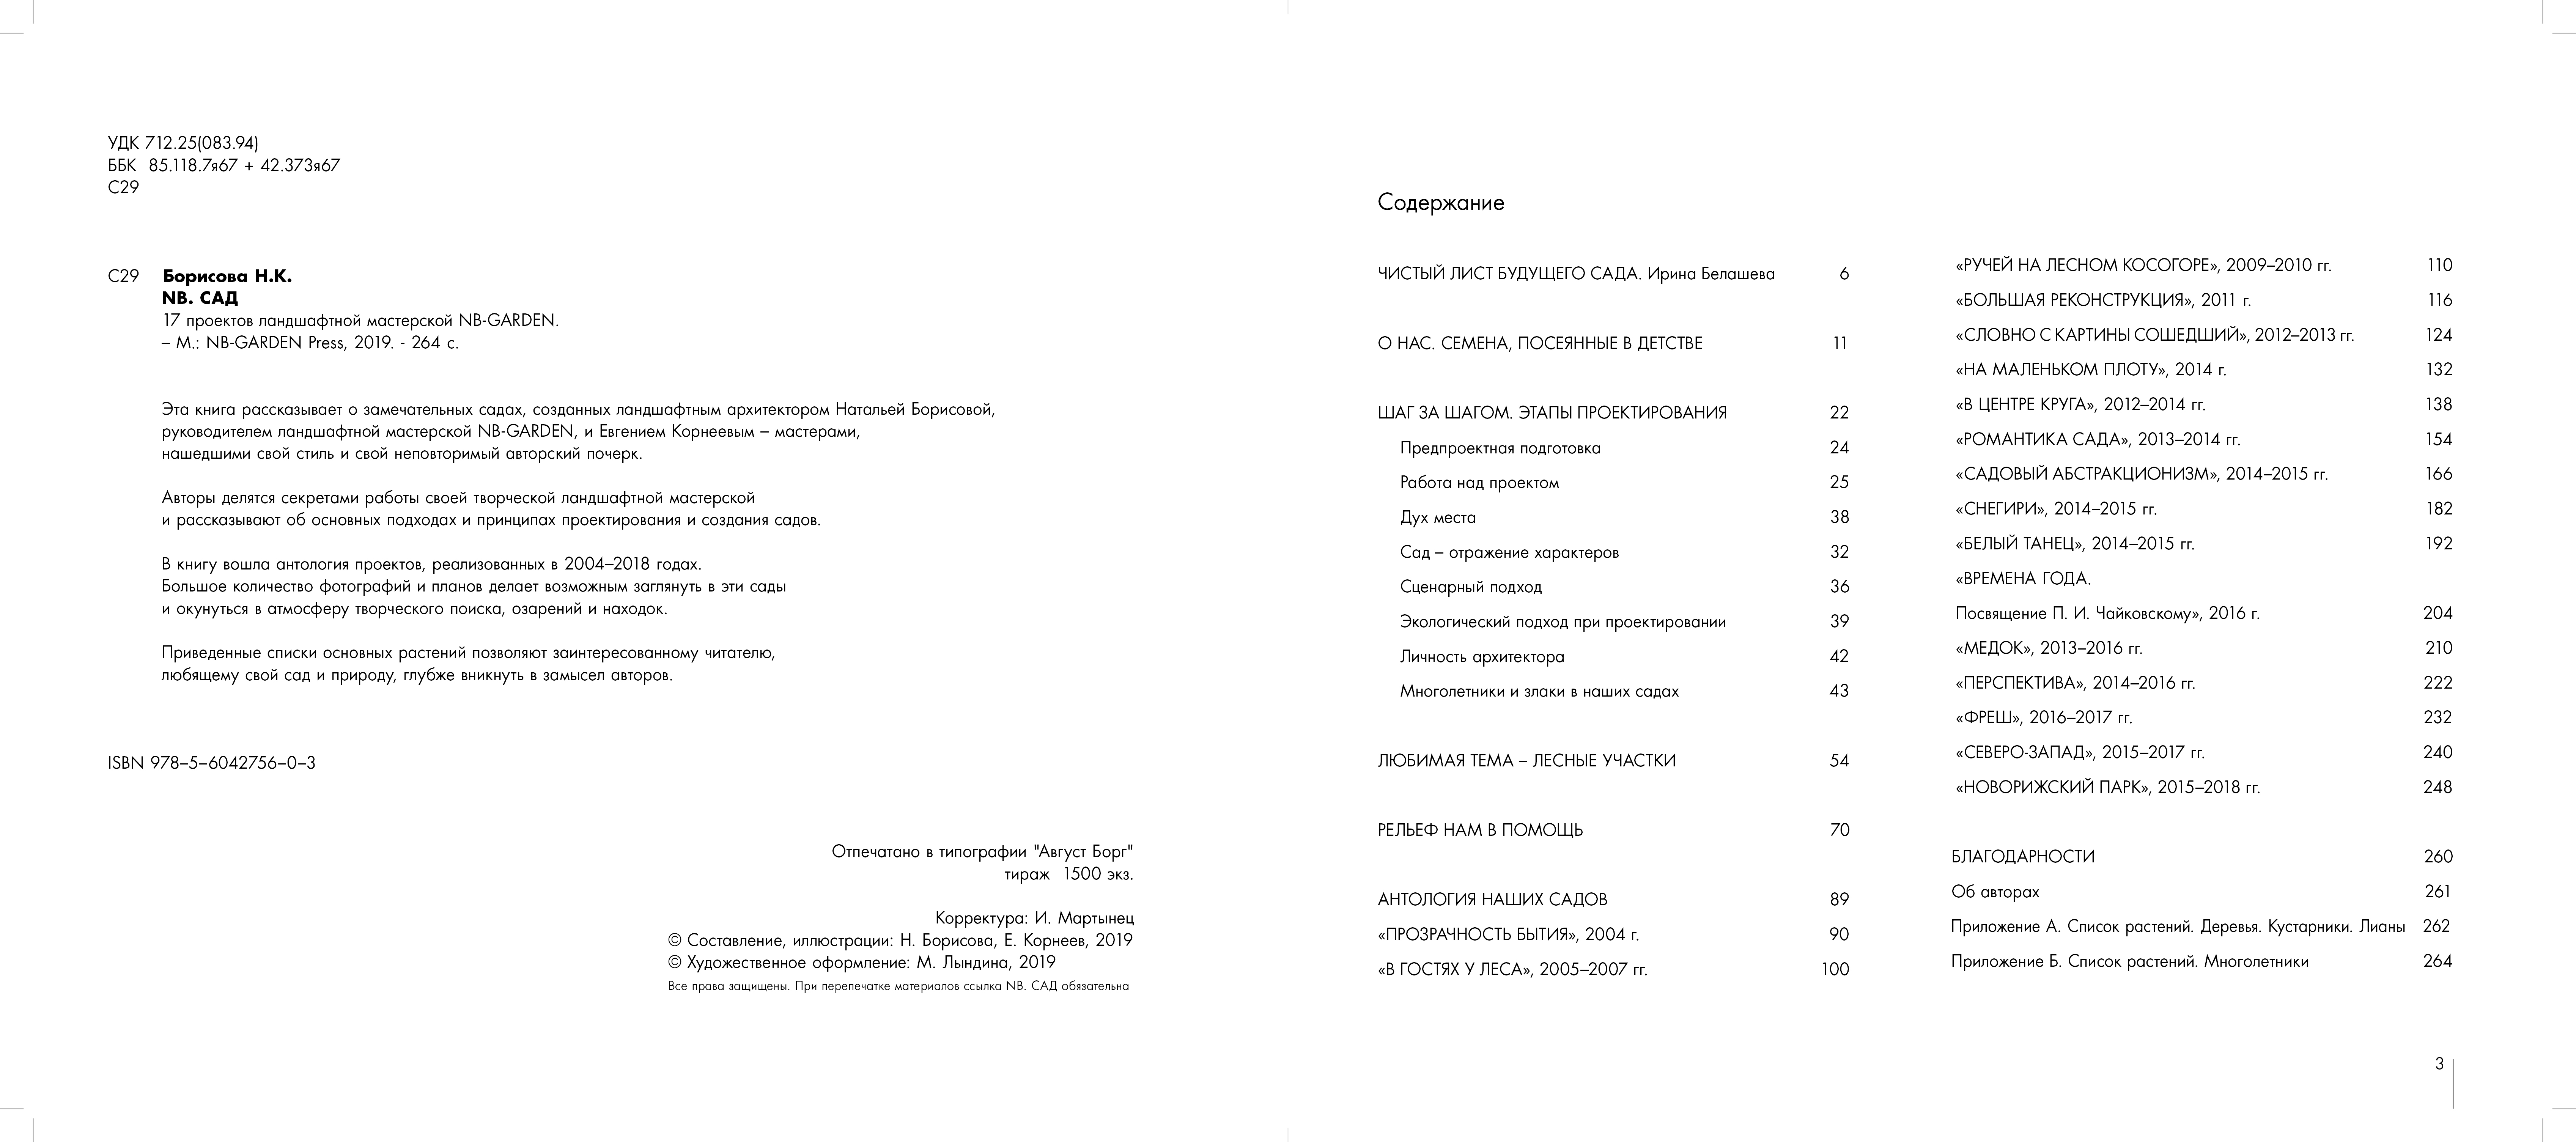 УДК 712.25(083.94)
ББК 85.118.7я67 + 42.373я67
С29
С29 Борисова Н.К.
NB. САД
17 проектов ландшафтной мастерской NB-GARDEN.
– М.: NB-GARDEN Press, 2019. - 264 с.
Эта книга рассказывает о замечательных садах, созданных ландшафтным архитектором Натальей Борисовой,
руководителем ландшафтной мастерской NB-GARDEN, и Евгением Корнеевым – мастерами,
нашедшими свой стиль и свой неповторимый авторский почерк.
Авторы делятся секретами работы своей творческой ландшафтной мастерской
и рассказывают об основных подходах и принципах проектирования и создания садов.
В книгу вошла антология проектов, реализованных в 2004–2018 годах.
Большое количество фотографий и планов делает возможным заглянуть в эти сады
и окунуться в атмосферу творческого поиска, озарений и находок.
Приведенные списки основных растений позволяют заинтересованному читателю,
любящему свой сад и природу, глубже вникнуть в замысел авторов.
ISBN 978–5–6042756–0–3
Отпечатано в типографии "Август Борг"
тираж 1500 экз.
Корректура: И. Мартынец
© Составление, иллюстрации: Н. Борисова, Е. Корнеев, 2019
© Художественное оформление: М. Лындина, 2019
Все права защищены. При перепечатке материалов ссылка NB. САД обязательна
Содержание
ЧИСТЫЙ ЛИСТ БУДУЩЕГО САДА. Ирина Белашева 6
О НАС. СЕМЕНА, ПОСЕЯННЫЕ В ДЕТСТВЕ 11
ШАГ ЗА ШАГОМ. ЭТАПЫ ПРОЕКТИРОВАНИЯ 22
Предпроектная подготовка 24
Работа над проектом 25
Дух места 38
Сад – отражение характеров 32
Сценарный подход 36
Экологический подход при проектировании 39
Личность архитектора 42
Многолетники и злаки в наших садах 43
ЛЮБИМАЯ ТЕМА – ЛЕСНЫЕ УЧАСТКИ 54
РЕЛЬЕФ НАМ В ПОМОЩЬ 70
АНТОЛОГИЯ НАШИХ САДОВ 89
«ПРОЗРАЧНОСТЬ БЫТИЯ», 2004 г. 90
«В ГОСТЯХ У ЛЕСА», 2005–2007 гг. 100
«РУЧЕЙ НА ЛЕСНОМ КОСОГОРЕ», 2009–2010 гг. 110
«БОЛЬШАЯ РЕКОНСТРУКЦИЯ», 2011 г. 116
«СЛОВНО С КАРТИНЫ СОШЕДШИЙ», 2012–2013 гг. 124
«НА МАЛЕНЬКОМ ПЛОТУ», 2014 г. 132
«В ЦЕНТРЕ КРУГА», 2012–2014 гг. 138
«РОМАНТИКА САДА», 2013–2014 гг. 154
«САДОВЫЙ АБСТРАКЦИОНИЗМ», 2014–2015 гг. 166
«СНЕГИРИ», 2014–2015 гг. 182
«БЕЛЫЙ ТАНЕЦ», 2014–2015 гг. 192
«ВРЕМЕНА ГОДА.
Посвящение П. И. Чайковскому», 2016 г. 204
«МЕДОК», 2013–2016 гг. 210
«ПЕРСПЕКТИВА», 2014–2016 гг. 222
«ФРЕШ», 2016–2017 гг. 232
«СЕВЕРО-ЗАПАД», 2015–2017 гг. 240
«НОВОРИЖСКИЙ ПАРК», 2015–2018 гг. 248
БЛАГОДАРНОСТИ 260
Об авторах 261
Приложение А. Список растений. Деревья. Кустарники. Лианы 262
Приложение Б. Список растений. Многолетники 264
3